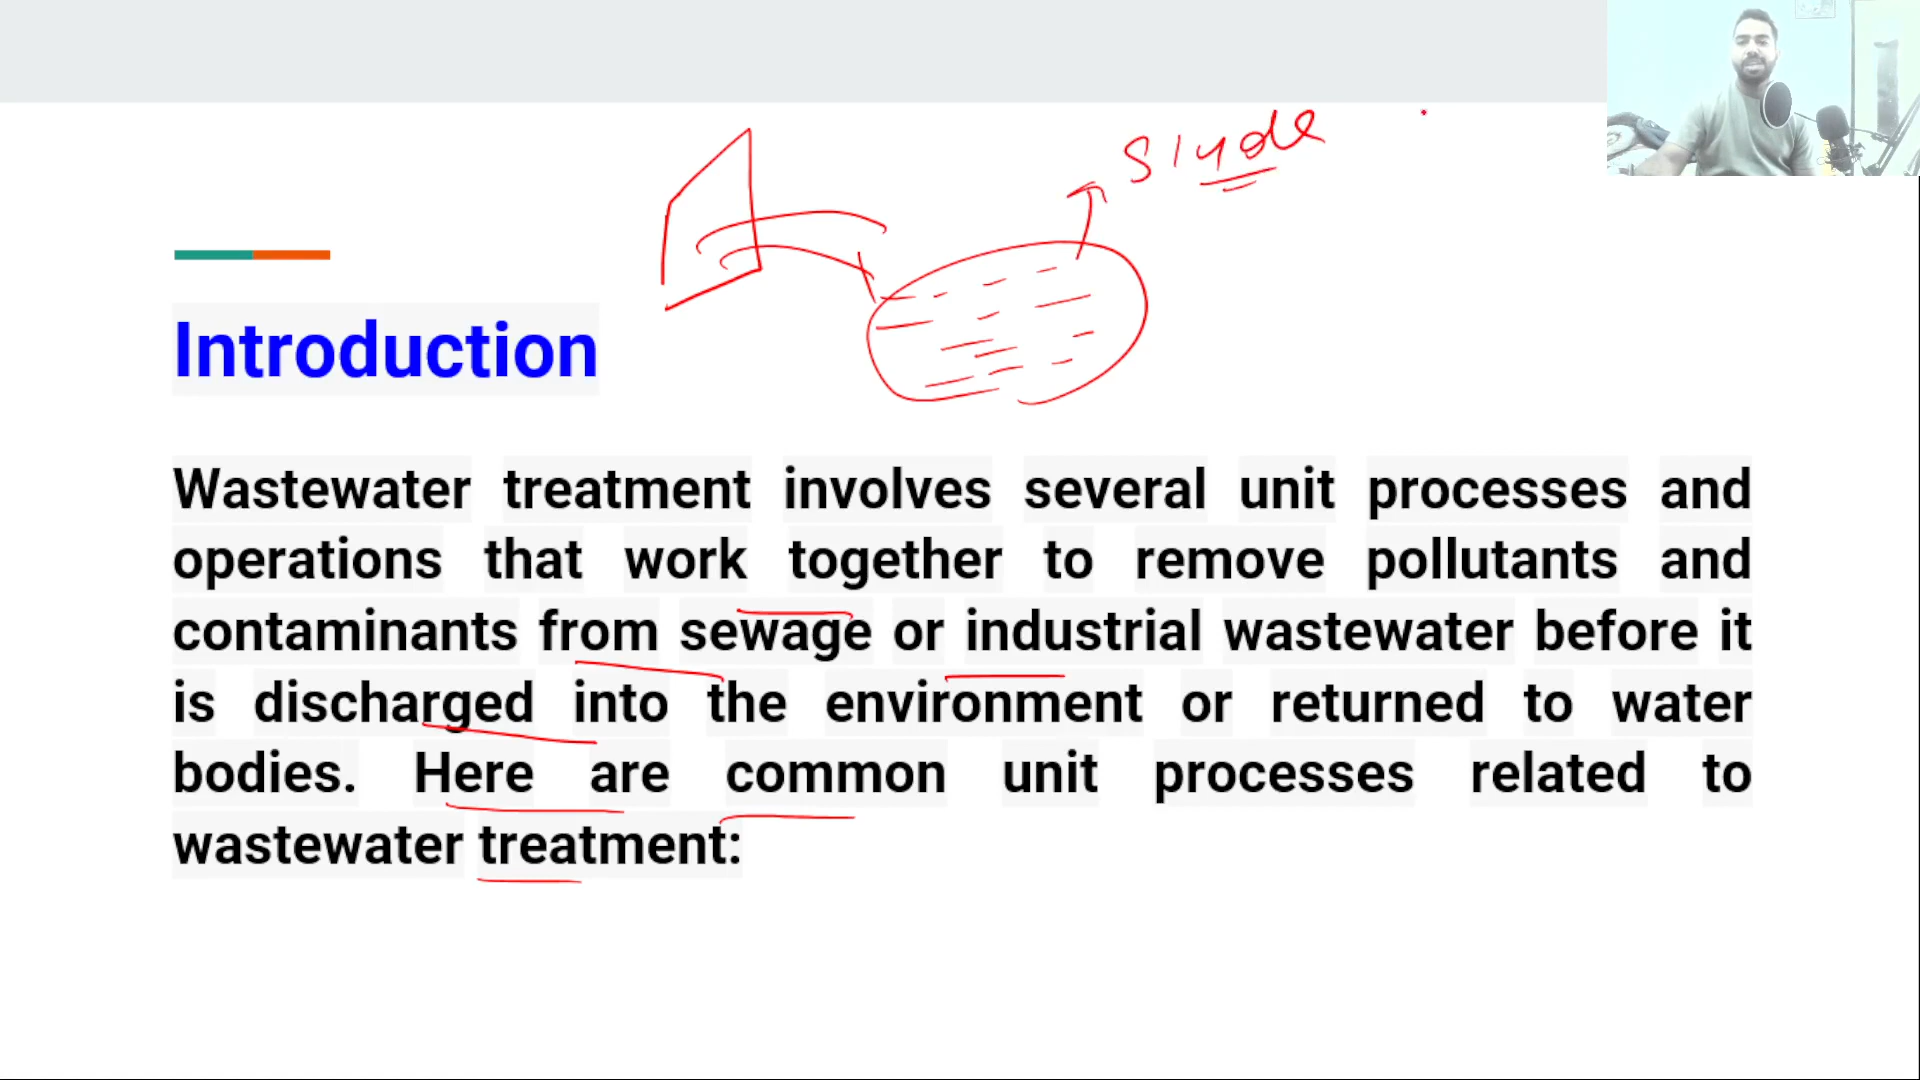 Slude
Introduction
Wastewater treatment involves several unit processes and
operations that work together to remove pollutants and
contaminants from sewage or industrial wastewater before it
is discharged into the environment or returned to water
bodies. Here are common unit processes related to
wastewater treatment: